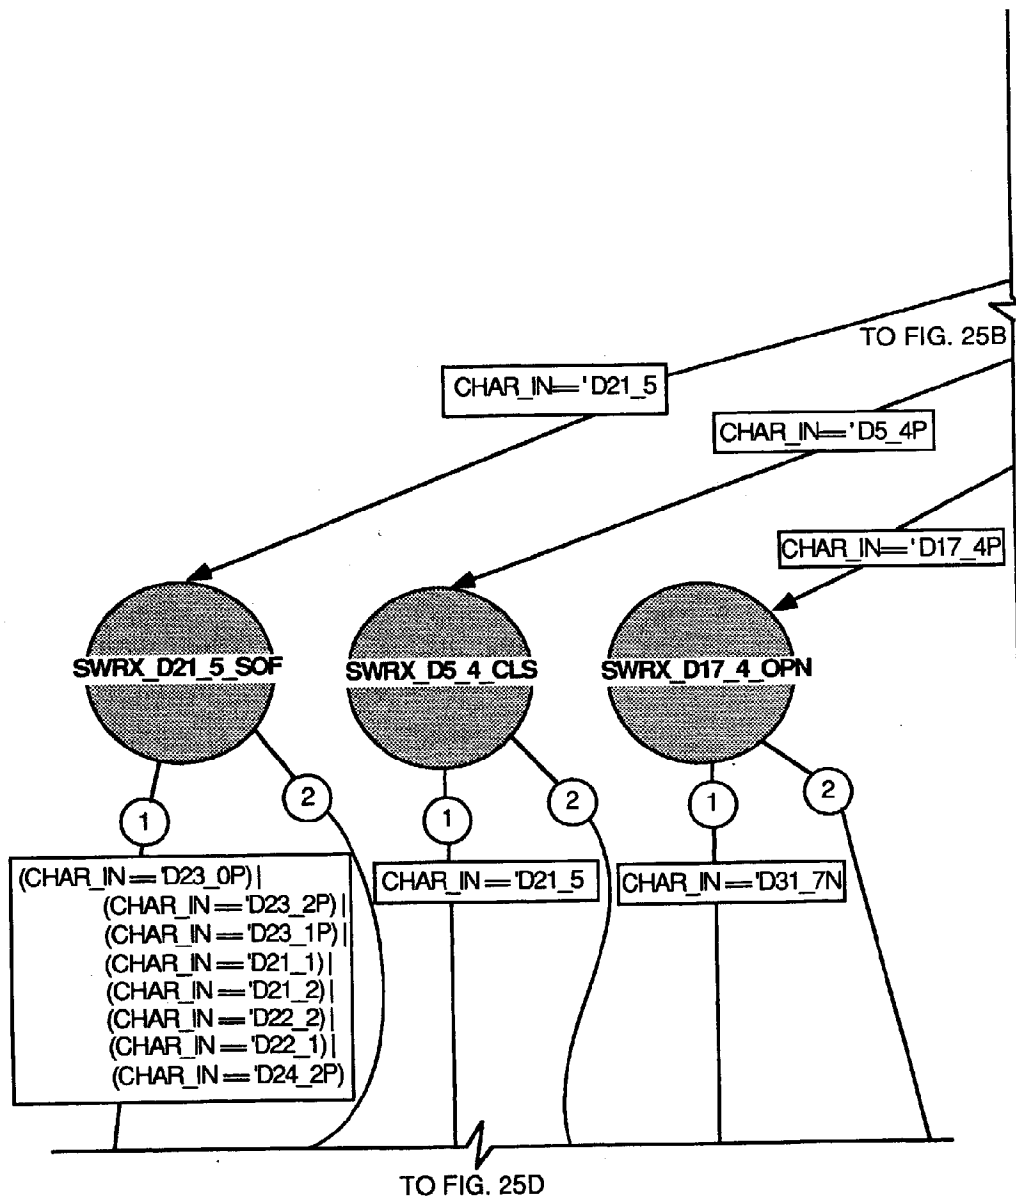 TO FIG. 25B
CHAR_IN=='D21_5
CHAR_IN=='D5_4P
CHAR_IN=='D17_4P
SWRX_D21_5_SOF
SWRX_D5_4_CLS
SWRX_D17_4_OPN
1
2
1
2
1
2
(CHAR_IN=='D23_0P)|
(CHAR_IN=='D23_2P)|
(CHAR_IN=='D23_1P)|
(CHAR_IN=='D21_1)|
(CHAR_IN=='D21_2)|
(CHAR_IN=='D22_2)|
(CHAR_IN=='D22_1)|
(CHAR_IN=='D24_2P)
CHAR_IN=='D21_5
CHAR_IN=='D31_7N
TO FIG. 25D